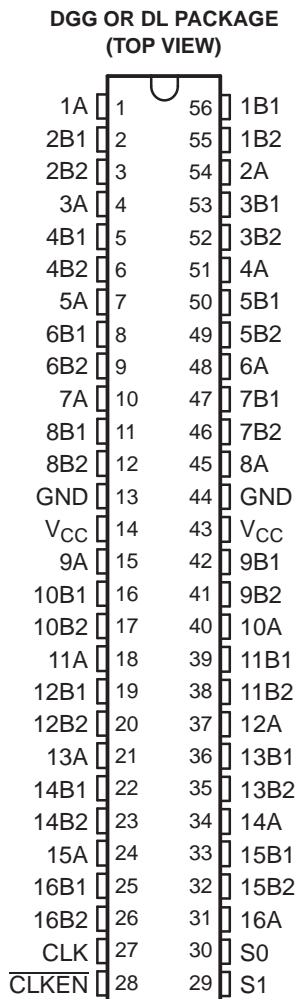 DGG OR DL PACKAGE
(TOP VIEW)
1A 1 56 1B1
2B1 2 55 1B2
2B2 3 54 2A
3A 4 53 3B1
4B1 5 52 3B2
4B2 6 51 4A
5A 7 50 5B1
6B1 8 49 5B2
6B2 9 48 6A
7A 10 47 7B1
8B1 11 46 7B2
8B2 12 45 8A
GND 13 44 GND
VCC 14 43 VCC
9A 15 42 9B1
10B1 16 41 9B2
10B2 17 40 10A
11A 18 39 11B1
12B1 19 38 11B2
12B2 20 37 12A
13A 21 36 13B1
14B1 22 35 13B2
14B2 23 34 14A
15A 24 33 15B1
16B1 25 32 15B2
16B2 26 31 16A
CLK 27 30 S0
CLKEN 28 29 S1